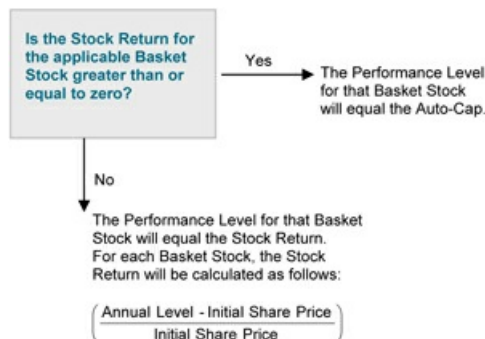 Is the Stock Return for
the applicable Basket
Stock greater than or
equal to zero?
Yes
The Performance Level
for that Basket Stock
will equal the Auto-Cap.
No
The Performance Level for that Basket
Stock will equal the Stock Return.
For each Basket Stock, the Stock
Return will be calculated as follows:
Annual Level - Initial Share Price
Initial Share Price